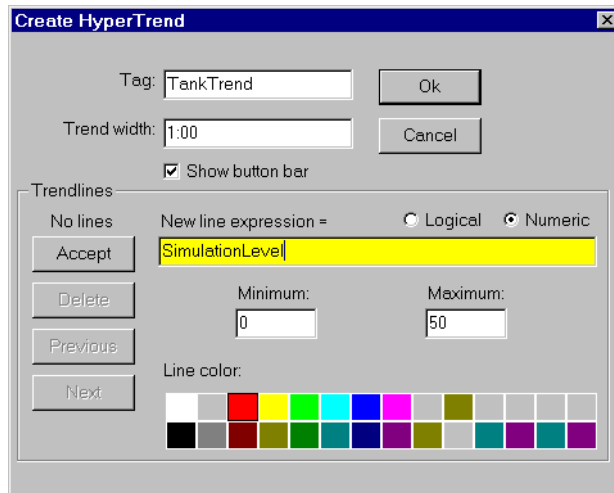 Create HyperTrend
Tag: TankTrend Ok
Trend width: 1:00 Cancel
Show button bar
Trendlines
No lines New line expression = Logical Numeric
Accept SimulationLevel
Delete Minimum: Maximum:
0 50
Previous
Line color:
Next